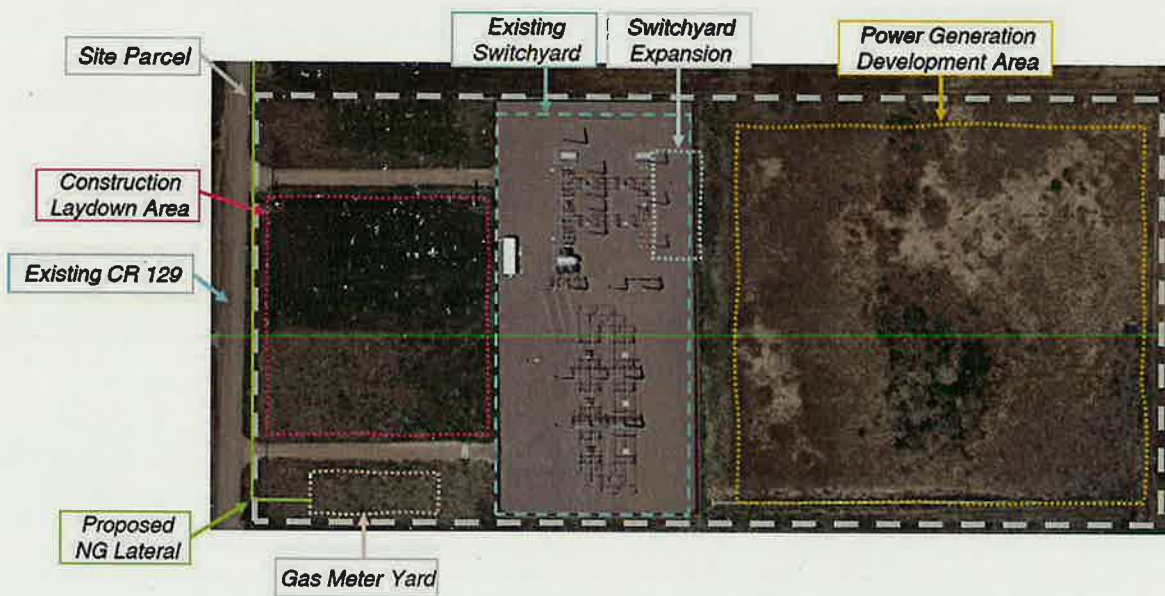 Site Parcel
Existing
Switchyard
Switchyard
Expansion
Power Generation
Development Area
Construction
Laydown Area
Existing CR 129
Proposed
NG Lateral
Gas Meter Yard